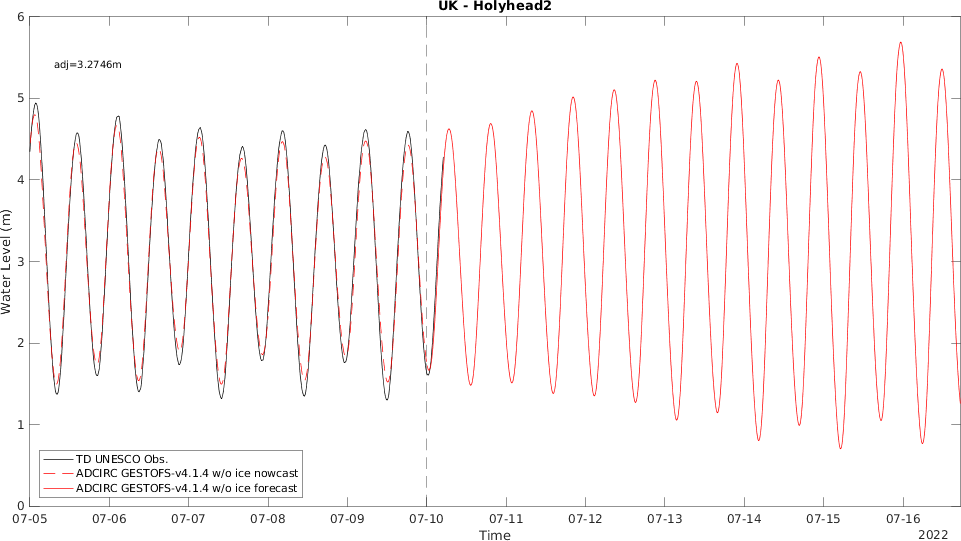 UK - Holyhead2
adj=3.2746m
6
5
4
3
2
1
0
Water Level (m)
TD UNESCO Obs.
ADCIRC GESTOFS-v4.1.4 w/o ice nowcast
ADCIRC GESTOFS-v4.1.4 w/o ice forecast
07-05 07-06 07-07 07-08 07-09 07-10 07-11 07-12 07-13 07-14 07-15 07-16
Time
2022